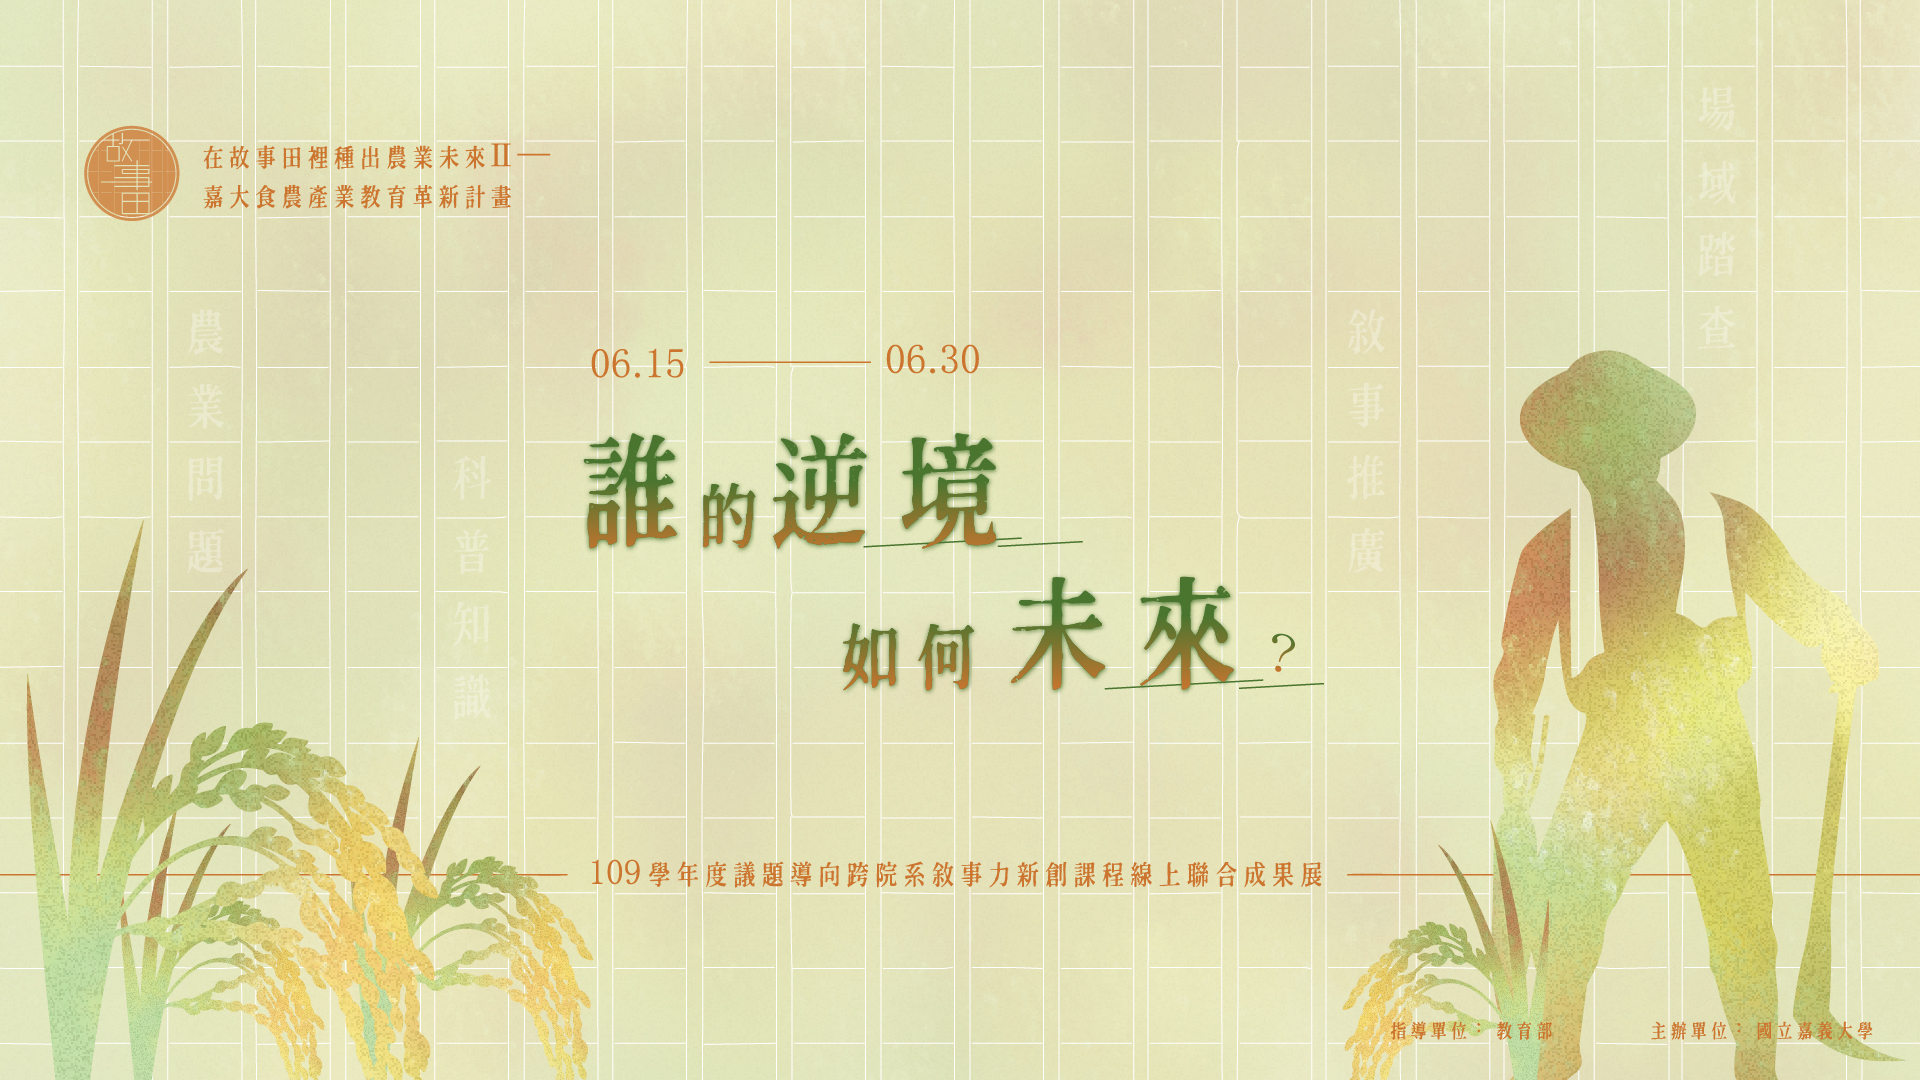 故事田
在故事田裡種出農業未來Ⅱ—
嘉大食農產業教育革新計畫
場域踏查
農業問題
敘事推廣
科普知識
06.15 — 06.30
誰的逆境
如何未來?
109學年度議題導向跨院系敘事力新創課程線上聯合成果展
指導單位：教育部 主辦單位：國立嘉義大學